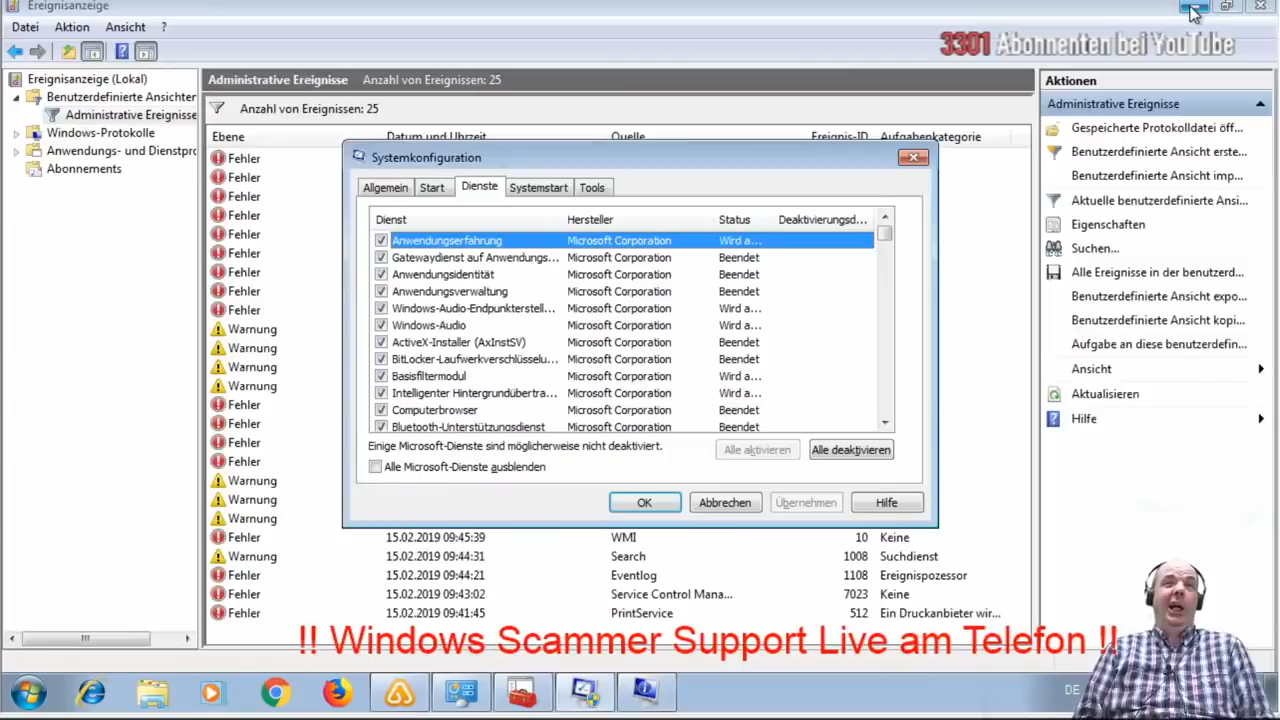 Ereignisanzeige
Datei Aktion Ansicht ?
3301 Abonnenten bei YouTube
Ereignisanzeige (Lokal)
Benutzerdefinierte Ansichten
Administrative Ereignisse
Windows-Protokolle
Anwendungs- und Dienstpro
Abonnements
Administrative Ereignisse Anzahl von Ereignissen: 25
Anzahl von Ereignissen: 25
Ebene Datum und Uhrzeit Quelle Ereignis-ID Aufgabenkategorie
Fehler
Fehler
Fehler
Fehler
Fehler
Fehler
Fehler
Fehler
Fehler
Warnung
Warnung
Warnung
Warnung
Fehler
Fehler
Fehler
Fehler
Warnung
Warnung
Warnung
Fehler 15.02.2019 09:45:39 WMI 10 Keine
Warnung 15.02.2019 09:44:31 Search 1008 Suchdienst
Fehler 15.02.2019 09:44:21 Eventlog 1108 Ereignispozessor
Fehler 15.02.2019 09:43:02 Service Control Mana... 7023 Keine
Fehler 15.02.2019 09:41:45 PrintService 512 Ein Druckanbieter wir...
Systemkonfiguration
Allgemein Start Dienste Systemstart Tools
Dienst Hersteller Status Deaktivierungsd...
Anwendungserfahrung Microsoft Corporation Wird a...
Gatewaydienst auf Anwendungs... Microsoft Corporation Beendet
Anwendungsidentität Microsoft Corporation Beendet
Anwendungsverwaltung Microsoft Corporation Beendet
Windows-Audio-Endpunkterstell... Microsoft Corporation Wird a...
Windows-Audio Microsoft Corporation Wird a...
ActiveX-Installer (AxInstSV) Microsoft Corporation Beendet
BitLocker-Laufwerkverschlüsselu... Microsoft Corporation Beendet
Basisfiltermodul Microsoft Corporation Wird a...
Intelligenter Hintergrundübertra... Microsoft Corporation Wird a...
Computerbrowser Microsoft Corporation Beendet
Bluetooth-Unterstützungsdienst Microsoft Corporation Beendet
Einige Microsoft-Dienste sind möglicherweise nicht deaktiviert.
Alle aktivieren Alle deaktivieren
Alle Microsoft-Dienste ausblenden
OK Abbrechen Übernehmen Hilfe
Aktionen
Administrative Ereignisse
Gespeicherte Protokolldatei öff...
Benutzerdefinierte Ansicht erste...
Benutzerdefinierte Ansicht imp...
Aktuelle benutzerdefinierte Ansi...
Eigenschaften
Suchen...
Alle Ereignisse in der benutzerd...
Benutzerdefinierte Ansicht expo...
Benutzerdefinierte Ansicht kopi...
Aufgabe an diese benutzerdefin...
Ansicht
Aktualisieren
Hilfe
!! Windows Scammer Support Live am Telefon !!
DE